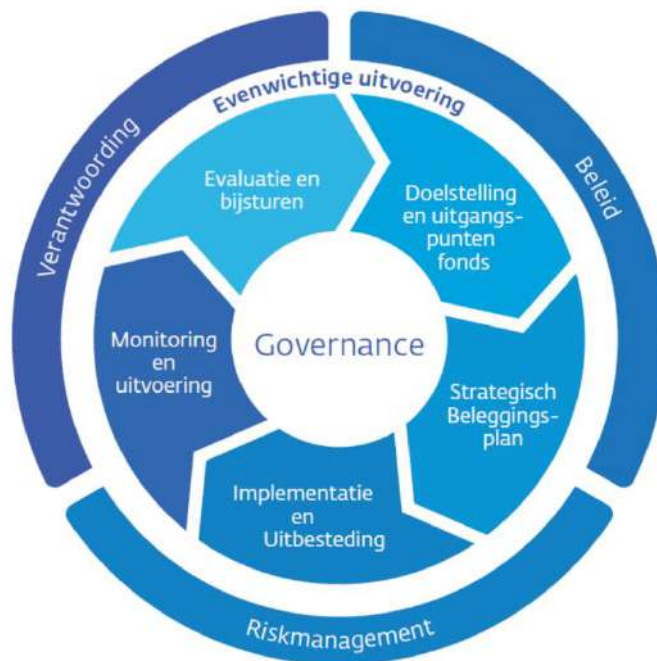 Evenwichtige uitvoering
Verantwoording
Beleid
Riskmanagement
Evaluatie en
bijsturen
Doelstelling
en uitgangs-
punten
fonds
Monitoring
en
uitvoering
Governance
Strategisch
Beleggings-
plan
Implementatie
en
Uitbesteding